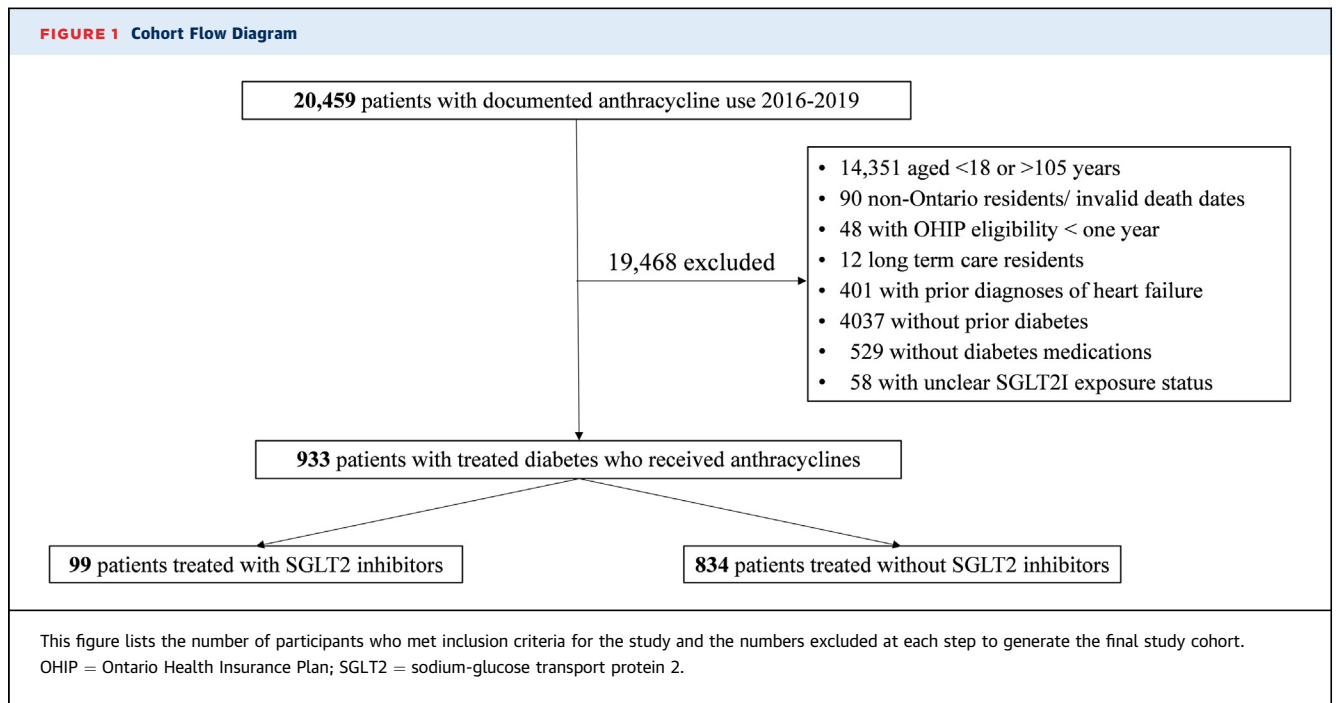 FIGURE 1 Cohort Flow Diagram
20,459 patients with documented anthracycline use 2016-2019
• 14,351 aged <18 or >105 years
• 90 non-Ontario residents/ invalid death dates
• 48 with OHIP eligibility < one year
• 12 long term care residents
• 401 with prior diagnoses of heart failure
• 4037 without prior diabetes
• 529 without diabetes medications
• 58 with unclear SGLT2I exposure status
19,468 excluded
933 patients with treated diabetes who received anthracyclines
99 patients treated with SGLT2 inhibitors
834 patients treated without SGLT2 inhibitors
This figure lists the number of participants who met inclusion criteria for the study and the numbers excluded at each step to generate the final study cohort.
OHIP = Ontario Health Insurance Plan; SGLT2 = sodium-glucose transport protein 2.